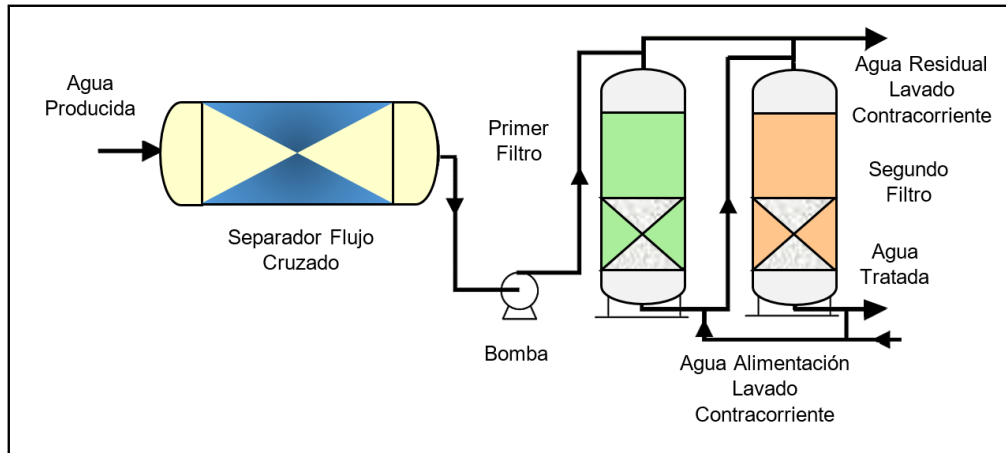 Agua
Producida
Separador Flujo
Cruzado
Bomba
Primer
Filtro
Agua Residual
Lavado
Contracorriente
Segundo
Filtro
Agua
Tratada
Agua Alimentación
Lavado
Contracorriente